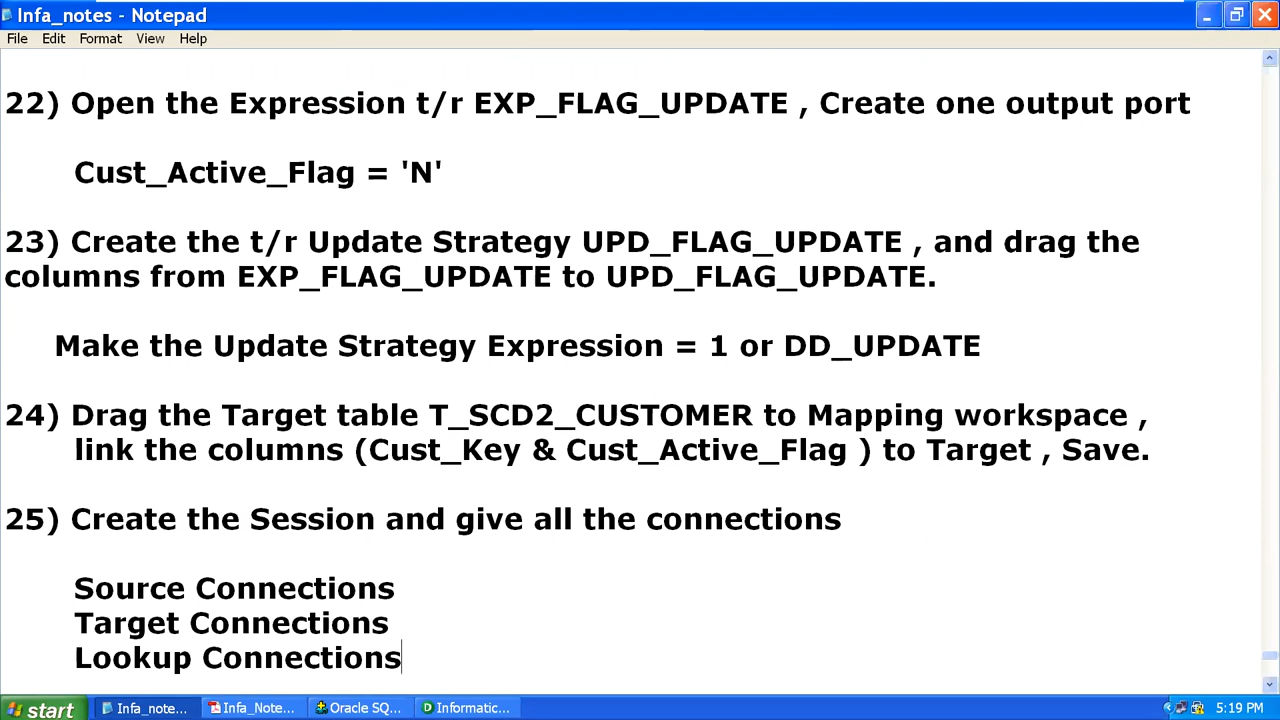 Infa_notes - Notepad
File Edit Format View Help
22) Open the Expression t/r EXP_FLAG_UPDATE , Create one output port
Cust_Active_Flag = 'N'
23) Create the t/r Update Strategy UPD_FLAG_UPDATE , and drag the
columns from EXP_FLAG_UPDATE to UPD_FLAG_UPDATE.
Make the Update Strategy Expression = 1 or DD_UPDATE
24) Drag the Target table T_SCD2_CUSTOMER to Mapping workspace ,
link the columns (Cust_Key & Cust_Active_Flag ) to Target , Save.
25) Create the Session and give all the connections
Source Connections
Target Connections
Lookup Connections
start Infa_note... Infa_Note... Oracle SQ... Informatic... 5:19 PM